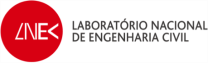 LNEC
LABORATÓRIO NACIONAL
DE ENGENHARIA CIVIL